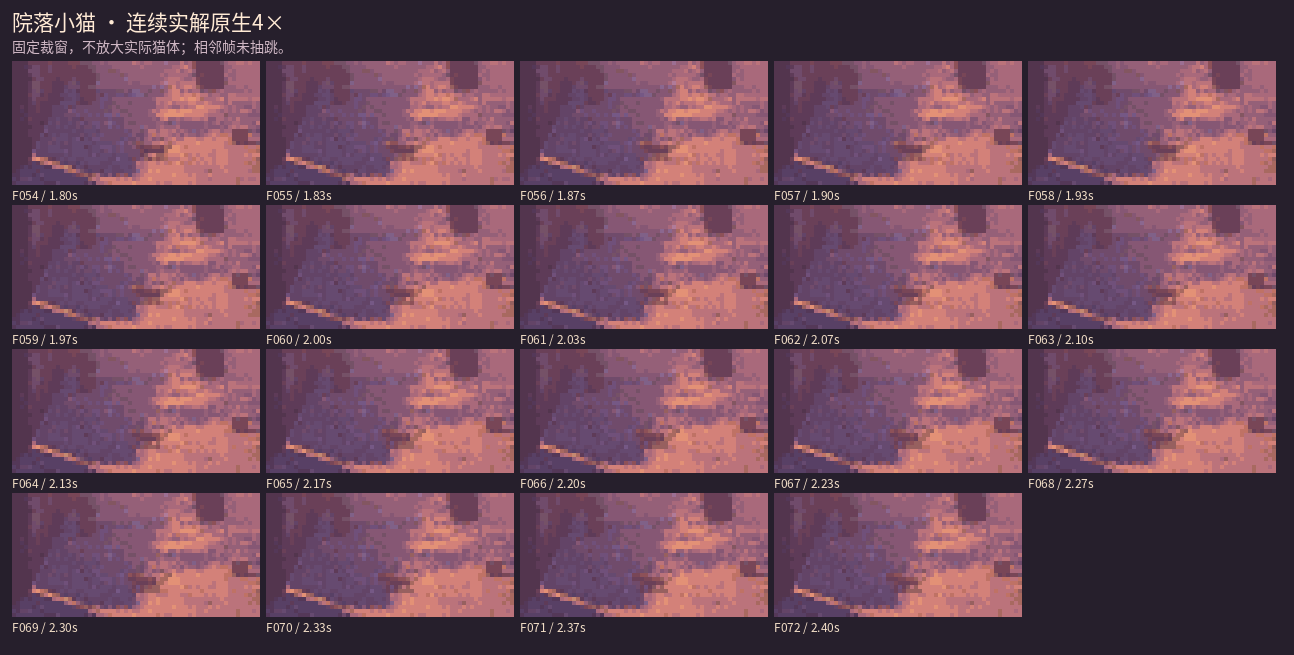 院落小猫 · 连续实解原生4×
固定裁窗，不放大实际猫体；相邻帧未抽跳。
F054 / 1.80s
F055 / 1.83s
F056 / 1.87s
F057 / 1.90s
F058 / 1.93s
F059 / 1.97s
F060 / 2.00s
F061 / 2.03s
F062 / 2.07s
F063 / 2.10s
F064 / 2.13s
F065 / 2.17s
F066 / 2.20s
F067 / 2.23s
F068 / 2.27s
F069 / 2.30s
F070 / 2.33s
F071 / 2.37s
F072 / 2.40s